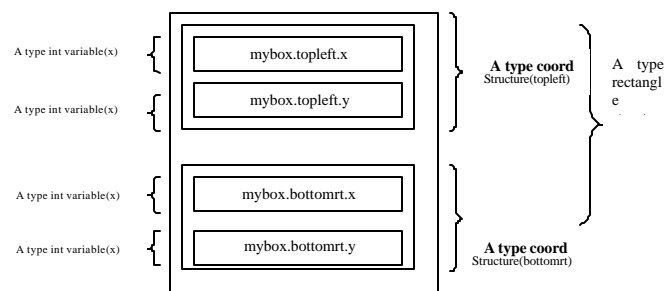 A type int variable(x)
mybox.topleft.x
A type coord
Structure(topleft)
A type
rectangl
e
A type int variable(x)
mybox.topleft.y
A type int variable(x)
mybox.bottomrt.x
A type int variable(x)
mybox.bottomrt.y
A type coord
Structure(bottomrt)